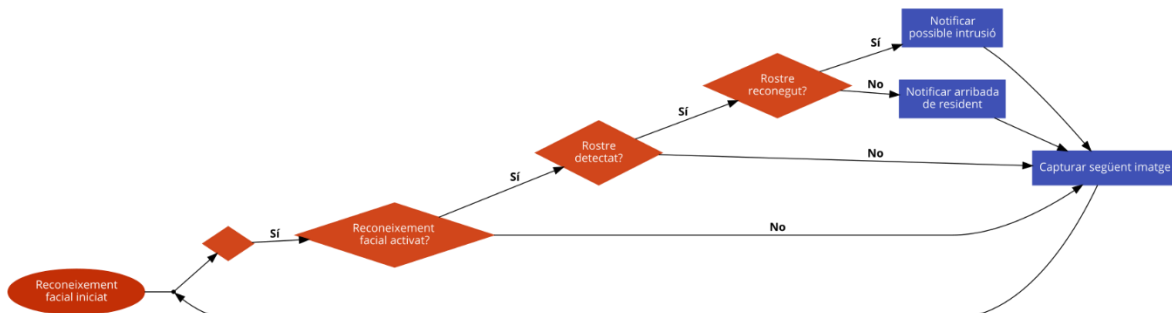 Notificar
possible intrusió
Sí
Rostre
reconegut?
No
Notificar arribada
de resident
Sí
Rostre
detectat?
No
Capturar següent imatge
Sí
Reconeixement
facial activat?
No
Sí
Reconeixement
facial iniciat